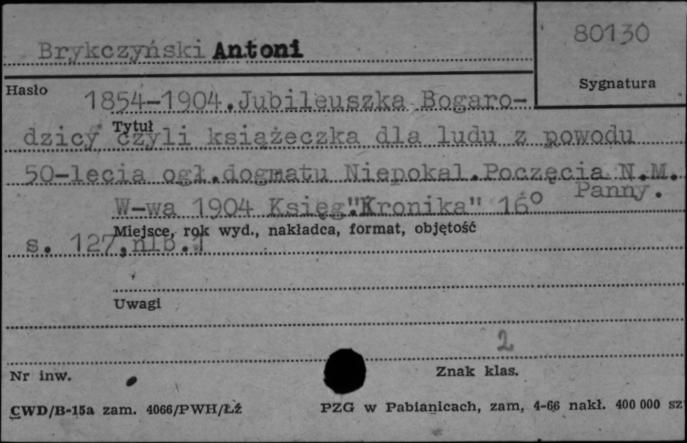 80130
Brykczyński Antoni
Sygnatura
Hasło
1854-1904.Jubileuszka Bogaro-
Tytuł
dzicy czyli książeczka dla ludu z powodu
50-lecia ogł.dogmatu Niepokal.Poczęcia N.M.
Panny.
W-wa 1904 Księg."Kronika" 16°
Miejsce, rok wyd., nakładca, format, objętość
s. 127,nlb.1
Uwagi
2
Nr inw.
Znak klas.
CWD/B-15a zam. 4066/PWH/Łż
PZG w Pabianicach, zam, 4-66 nakł. 400 000 sz